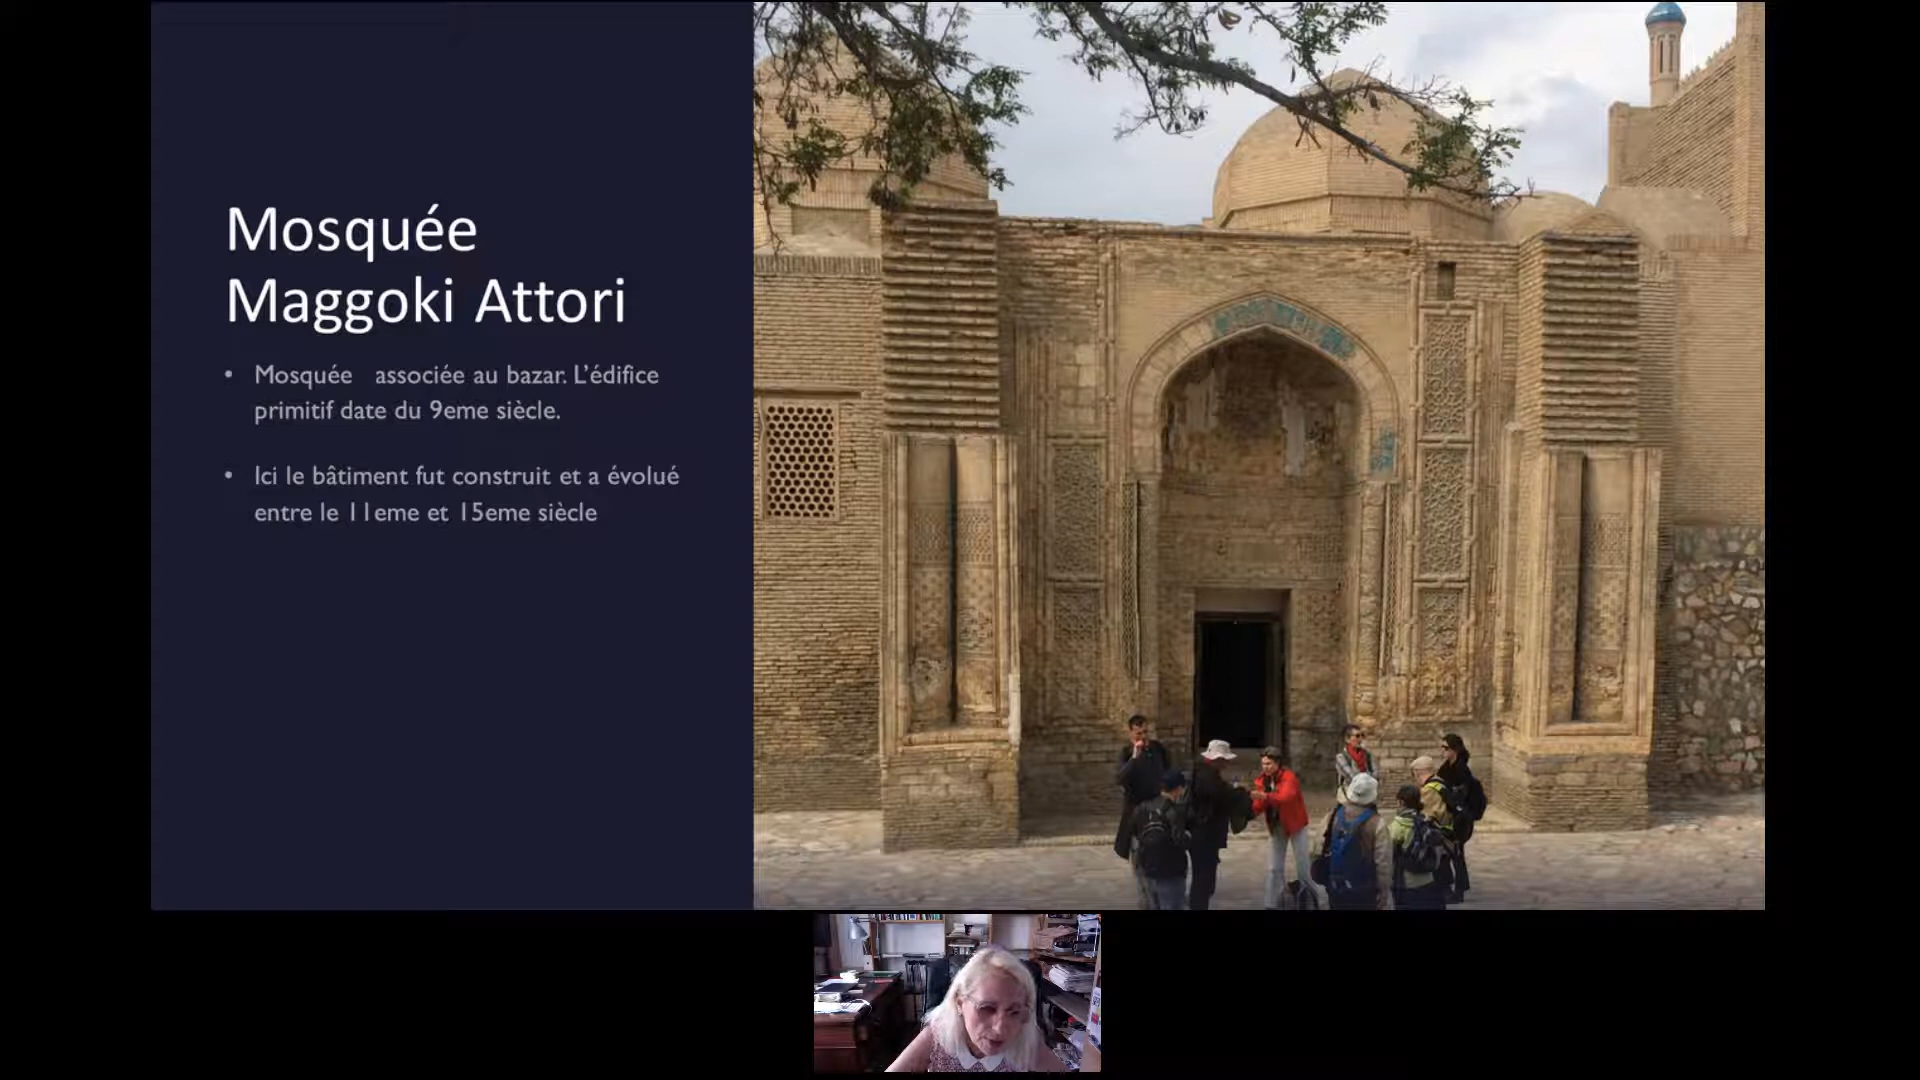 Mosquée
Maggoki Attori
• Mosquée associée au bazar. L'édifice
primitif date du 9eme siècle.
• Ici le bâtiment fut construit et a évolué
entre le 11eme et 15eme siècle